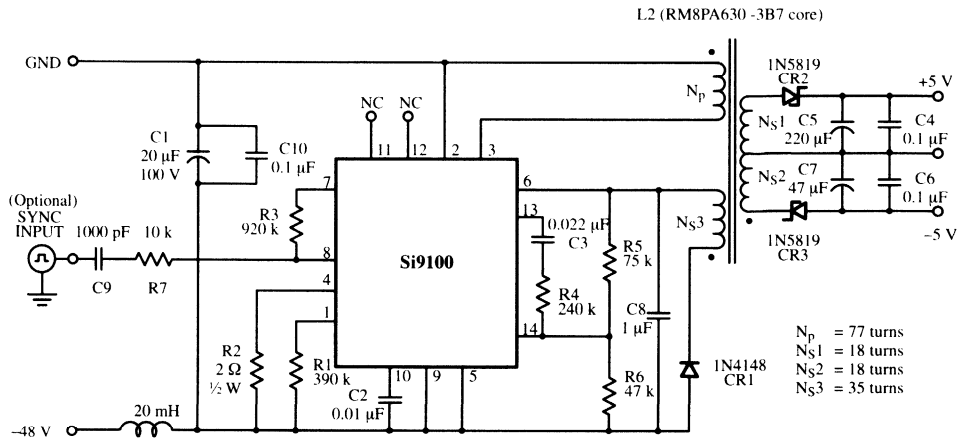 L2 (RM8PA630 -3B7 core)
GND
NC
NC
11
12
2
3
Np
1N5819
CR2
+5 V
NS1
C5
220 µF
C4
0.1 µF
C1
20 µF
100 V
C10
0.1 µF
NS2
C7
47 µF
C6
0.1 µF
1N5819
CR3
–5 V
(Optional)
SYNC
INPUT
1000 pF
C9
10 k
R7
R3
920 k
7
8
4
1
Si9100
6
13
14
0.022 µF
C3
R4
240 k
R5
75 k
NS3
C8
1 µF
R2
2 Ω
½ W
R1
390 k
C2
0.01 µF
10
9
5
R6
47 k
1N4148
CR1
Np = 77 turns
NS1 = 18 turns
NS2 = 18 turns
NS3 = 35 turns
20 mH
–48 V